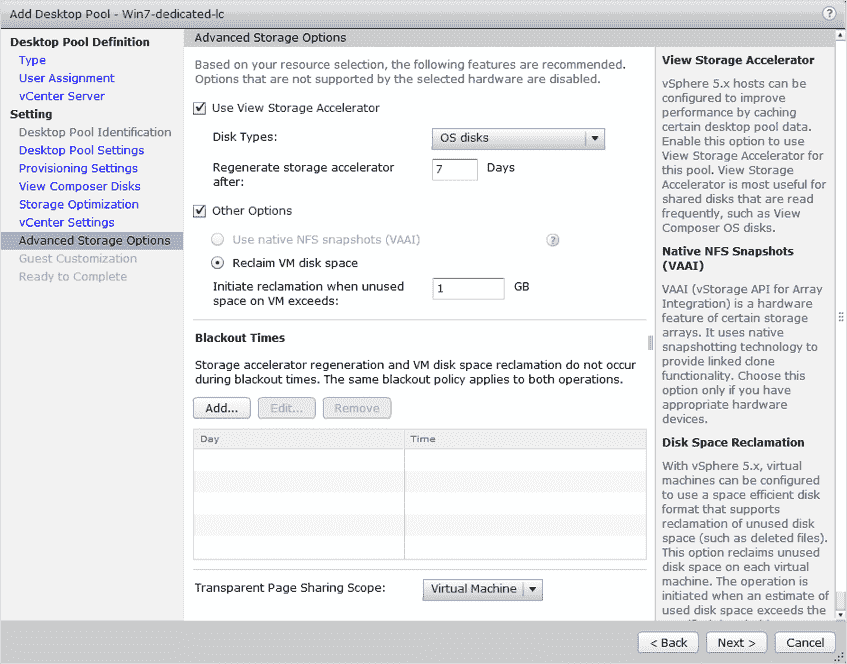 Add Desktop Pool - Win7-dedicated-lc
?
Desktop Pool Definition
Type
User Assignment
vCenter Server
Setting
Desktop Pool Identification
Desktop Pool Settings
Provisioning Settings
View Composer Disks
Storage Optimization
vCenter Settings
Advanced Storage Options
Guest Customization
Ready to Complete
Advanced Storage Options
Based on your resource selection, the following features are recommended.
Options that are not supported by the selected hardware are disabled.
Use View Storage Accelerator
Disk Types:
OS disks
Regenerate storage accelerator
after:
7
Days
Other Options
Use native NFS snapshots (VAAI)
?
Reclaim VM disk space
Initiate reclamation when unused
space on VM exceeds:
1
GB
Blackout Times
Storage accelerator regeneration and VM disk space reclamation do not occur
during blackout times. The same blackout policy applies to both operations.
Add...
Edit...
Remove
Day
Time
Transparent Page Sharing Scope:
Virtual Machine
View Storage Accelerator
vSphere 5.x hosts can be
configured to improve
performance by caching
certain desktop pool data.
Enable this option to use
View Storage Accelerator for
this pool. View Storage
Accelerator is most useful for
shared disks that are read
frequently, such as View
Composer OS disks.
Native NFS Snapshots
(VAAI)
VAAI (vStorage API for Array
Integration) is a hardware
feature of certain storage
arrays. It uses native
snapshotting technology to
provide linked clone
functionality. Choose this
option only if you have
appropriate hardware
devices.
Disk Space Reclamation
With vSphere 5.x, virtual
machines can be configured
to use a space efficient disk
format that supports
reclamation of unused disk
space (such as deleted files).
This option reclaims unused
disk space on each virtual
machine. The operation is
initiated when an estimate of
used disk space exceeds the
< Back
Next >
Cancel